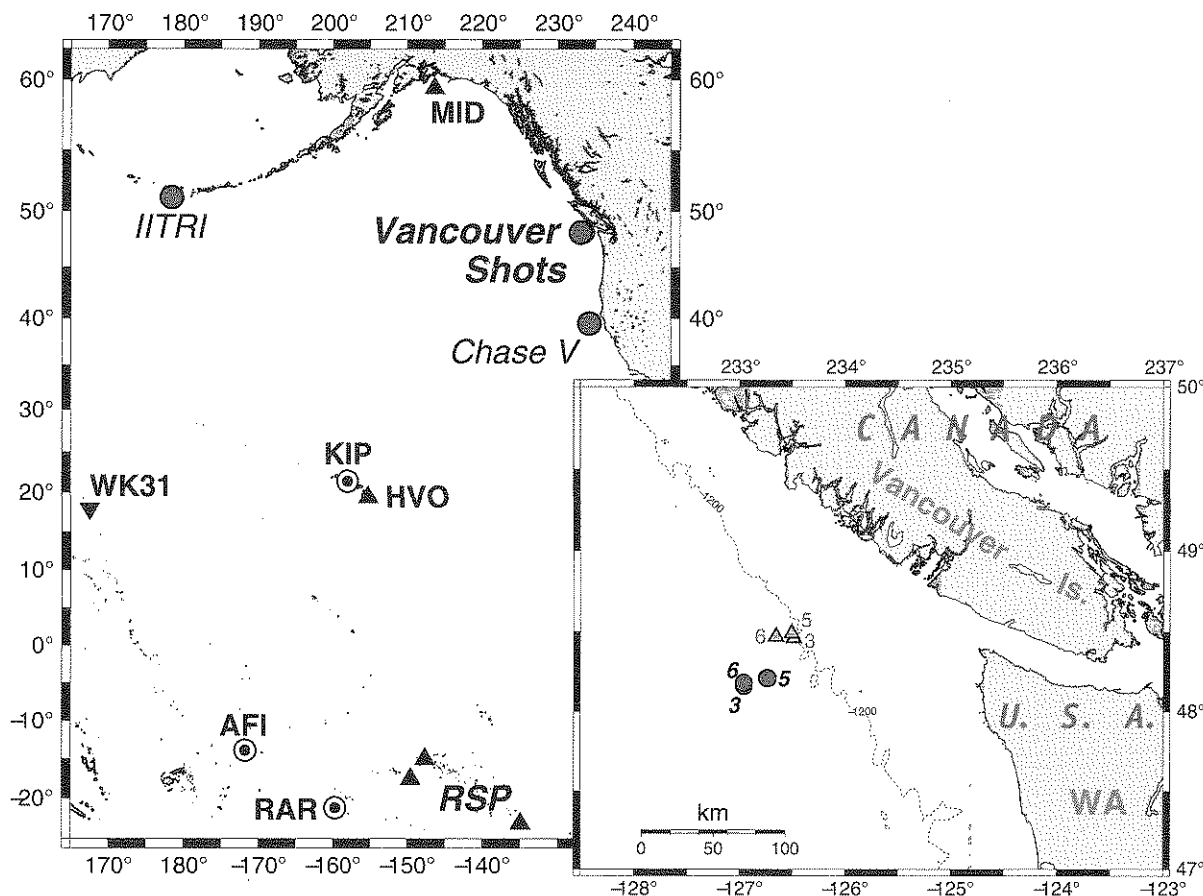 170° 180° 190° 200° 210° 220° 230° 240°
60° 60°
MID
50° 50°
IITRI
Vancouver
Shots
40° 40°
Chase V
30°
KIP
WK31
20°
HVO
10°
0°
–10°
AFI
–20°
RAR
RSP
170° 180° –170° –160° –150° –140°
233° 234° 235° 236° 237°
50°
CANADA
–1200
Vancouver
Is.
49°
5
6 3
6
5
3
–1200
48°
U. S. A.
WA
km
0 50 100
47°
–128° –127° –126° –125° –124° –123°